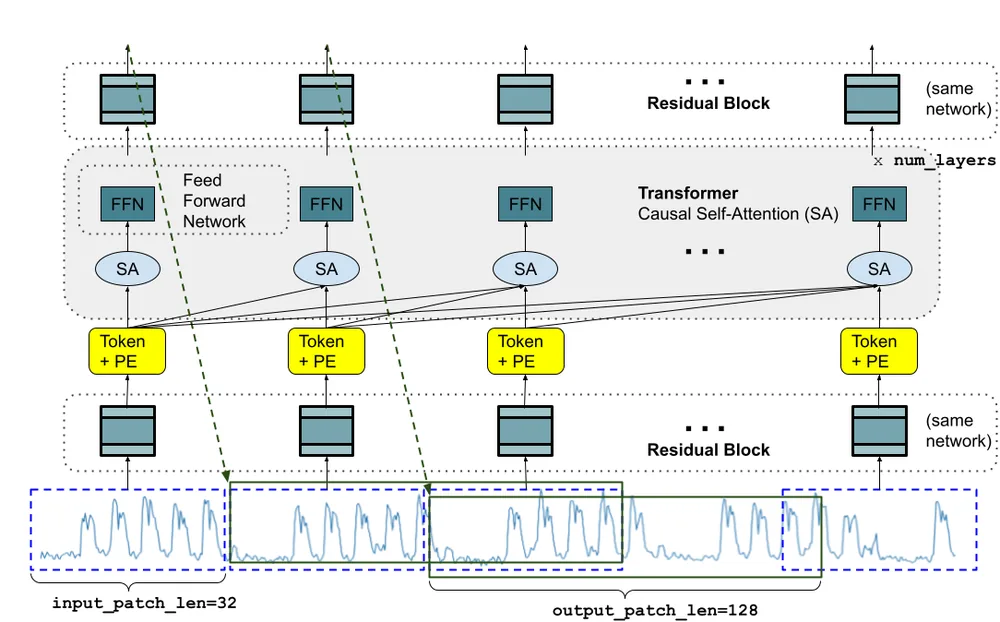 Residual Block
(same
network)
x num_layers
Feed
Forward
Network
FFN
FFN
FFN
FFN
Transformer
Causal Self-Attention (SA)
SA
SA
SA
SA
Token
+ PE
Token
+ PE
Token
+ PE
Token
+ PE
Residual Block
(same
network)
input_patch_len=32
output_patch_len=128